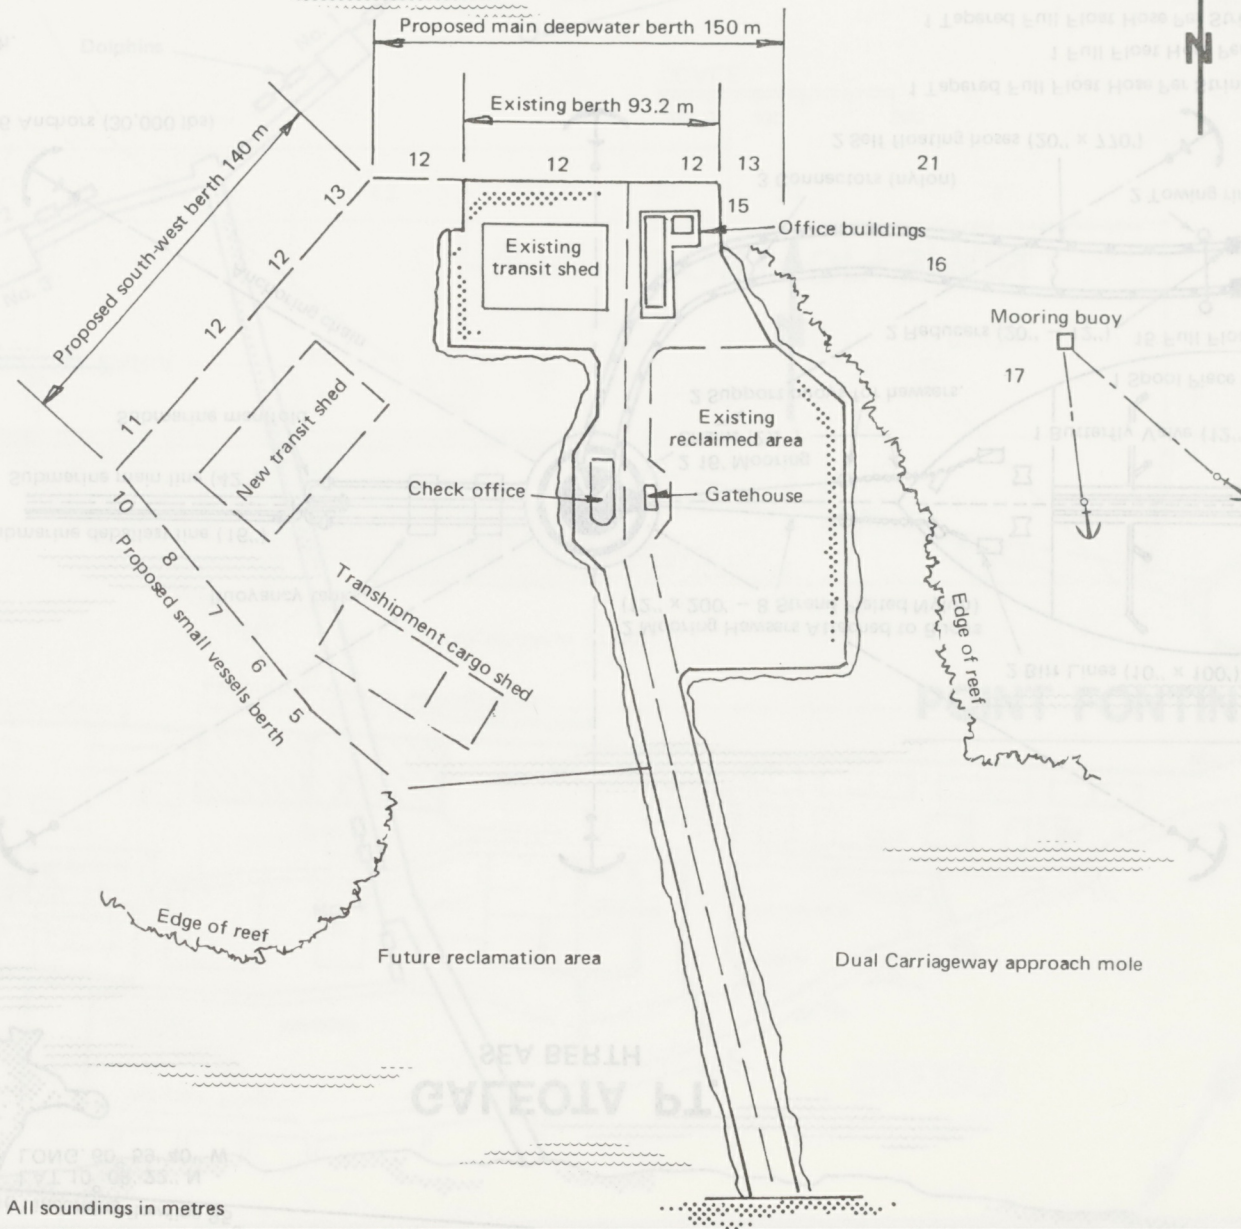 Proposed main deepwater berth 150 m
N
Existing berth 93.2 m
Proposed south-west berth 140 m
12
12
12
13
21
13
12
12
11
15
Office buildings
Existing
transit shed
16
Mooring buoy
17
New transit shed
Existing
reclaimed area
Check office
Gatehouse
10
8
7
6
5
Proposed small vessels berth
Transhipment cargo shed
Edge of reef
Edge of reef
Future reclamation area
Dual Carriageway approach mole
SEA BERTH
GALEOTA PT.
All soundings in metres